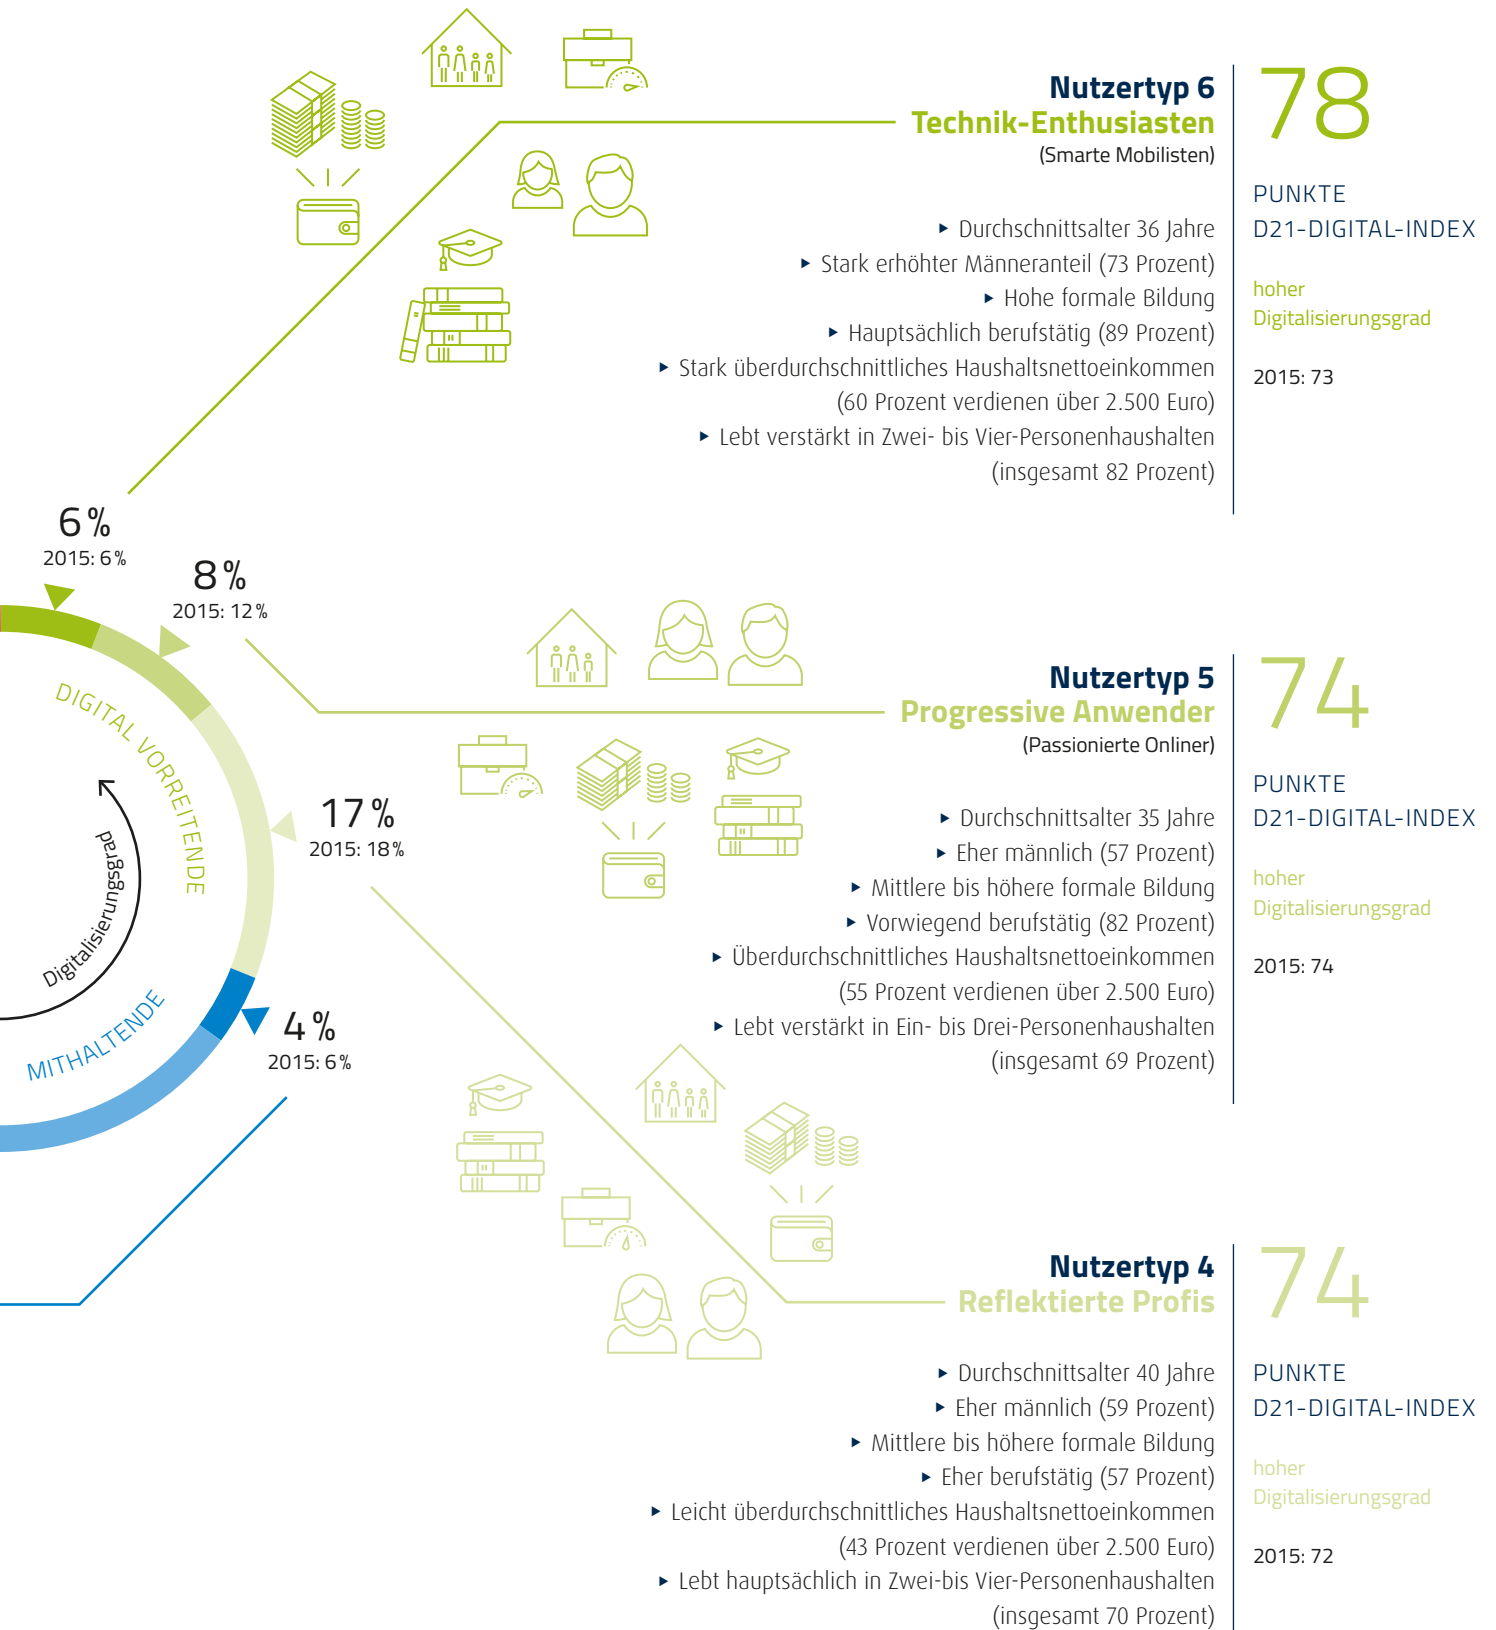 Nutzertyp 6
Technik-Enthusiasten
(Smarte Mobilisten)
▸ Durchschnittsalter 36 Jahre
▸ Stark erhöhter Männeranteil (73 Prozent)
▸ Hohe formale Bildung
▸ Hauptsächlich berufstätig (89 Prozent)
▸ Stark überdurchschnittliches Haushaltsnettoeinkommen
(60 Prozent verdienen über 2.500 Euro)
▸ Lebt verstärkt in Zwei- bis Vier-Personenhaushalten
(insgesamt 82 Prozent)
78
PUNKTE
D21-DIGITAL-INDEX
hoher
Digitalisierungsgrad
2015: 73
6 %
2015: 6 %
8 %
2015: 12 %
17 %
2015: 18 %
4 %
2015: 6 %
DIGITAL VORREITENDE
Digitalisierungsgrad
MITHALTENDE
Nutzertyp 5
Progressive Anwender
(Passionierte Onliner)
▸ Durchschnittsalter 35 Jahre
▸ Eher männlich (57 Prozent)
▸ Mittlere bis höhere formale Bildung
▸ Vorwiegend berufstätig (82 Prozent)
▸ Überdurchschnittliches Haushaltsnettoeinkommen
(55 Prozent verdienen über 2.500 Euro)
▸ Lebt verstärkt in Ein- bis Drei-Personenhaushalten
(insgesamt 69 Prozent)
74
PUNKTE
D21-DIGITAL-INDEX
hoher
Digitalisierungsgrad
2015: 74
Nutzertyp 4
Reflektierte Profis
▸ Durchschnittsalter 40 Jahre
▸ Eher männlich (59 Prozent)
▸ Mittlere bis höhere formale Bildung
▸ Eher berufstätig (57 Prozent)
▸ Leicht überdurchschnittliches Haushaltsnettoeinkommen
(43 Prozent verdienen über 2.500 Euro)
▸ Lebt hauptsächlich in Zwei-bis Vier-Personenhaushalten
(insgesamt 70 Prozent)
74
PUNKTE
D21-DIGITAL-INDEX
hoher
Digitalisierungsgrad
2015: 72